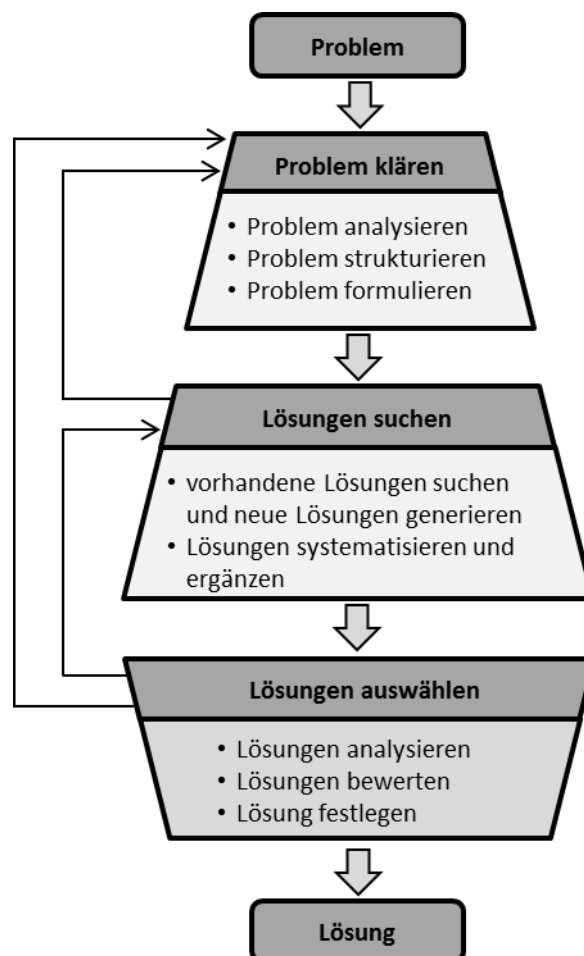 Problem
Problem klären
• Problem analysieren
• Problem strukturieren
• Problem formulieren
Lösungen suchen
• vorhandene Lösungen suchen
und neue Lösungen generieren
• Lösungen systematisieren und
ergänzen
Lösungen auswählen
• Lösungen analysieren
• Lösungen bewerten
• Lösung festlegen
Lösung